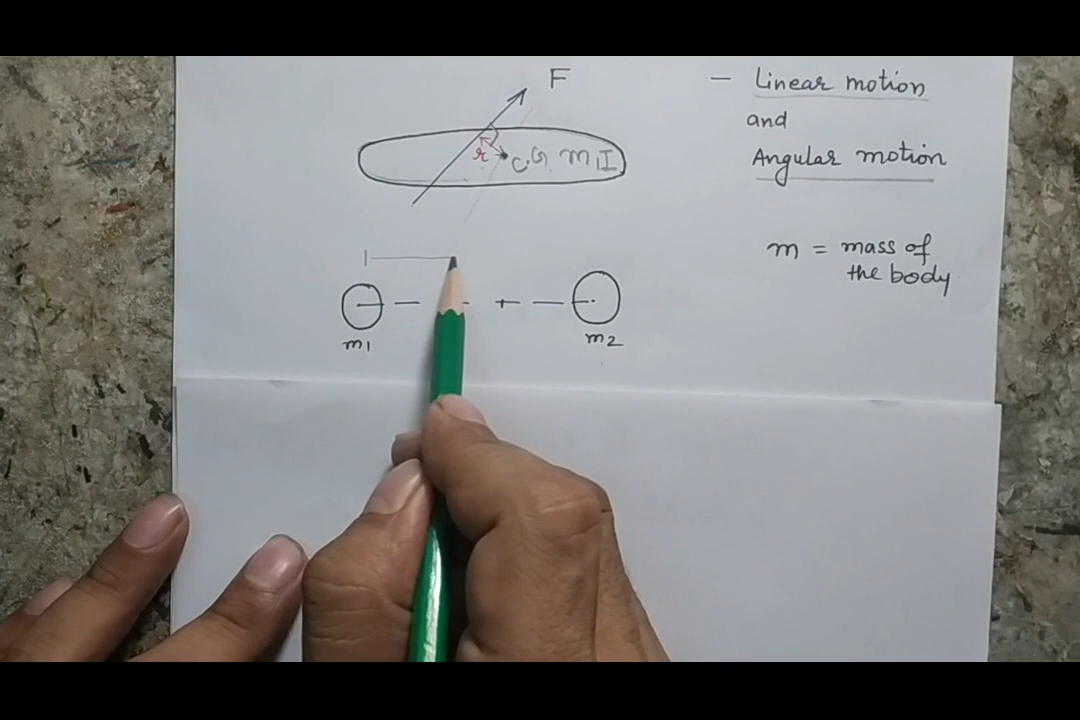 F
r C.G. m, I
m1
m2
- Linear motion
and
Angular motion
m = mass of
the body